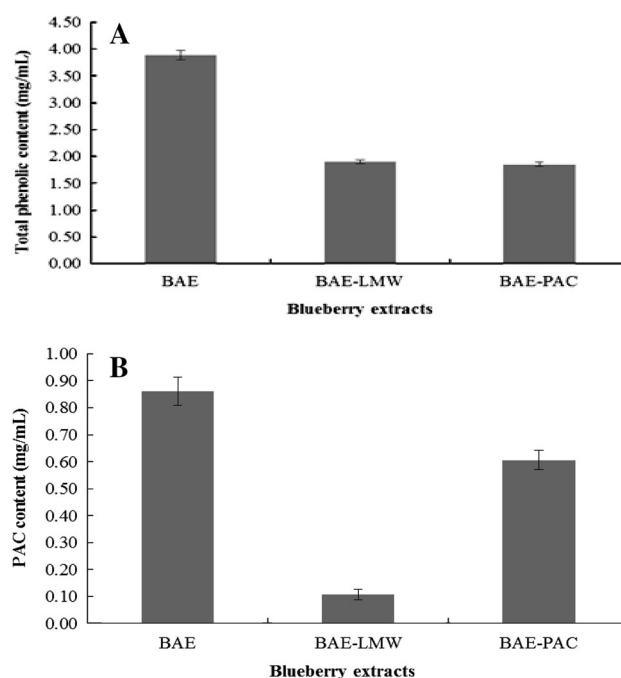 A
Total phenolic content (mg/mL)
4.50
4.00
3.50
3.00
2.50
2.00
1.50
1.00
0.50
0.00
BAE BAE-LMW BAE-PAC
Blueberry extracts
B
PAC content (mg/mL)
1.00
0.90
0.80
0.70
0.60
0.50
0.40
0.30
0.20
0.10
0.00
BAE BAE-LMW BAE-PAC
Blueberry extracts